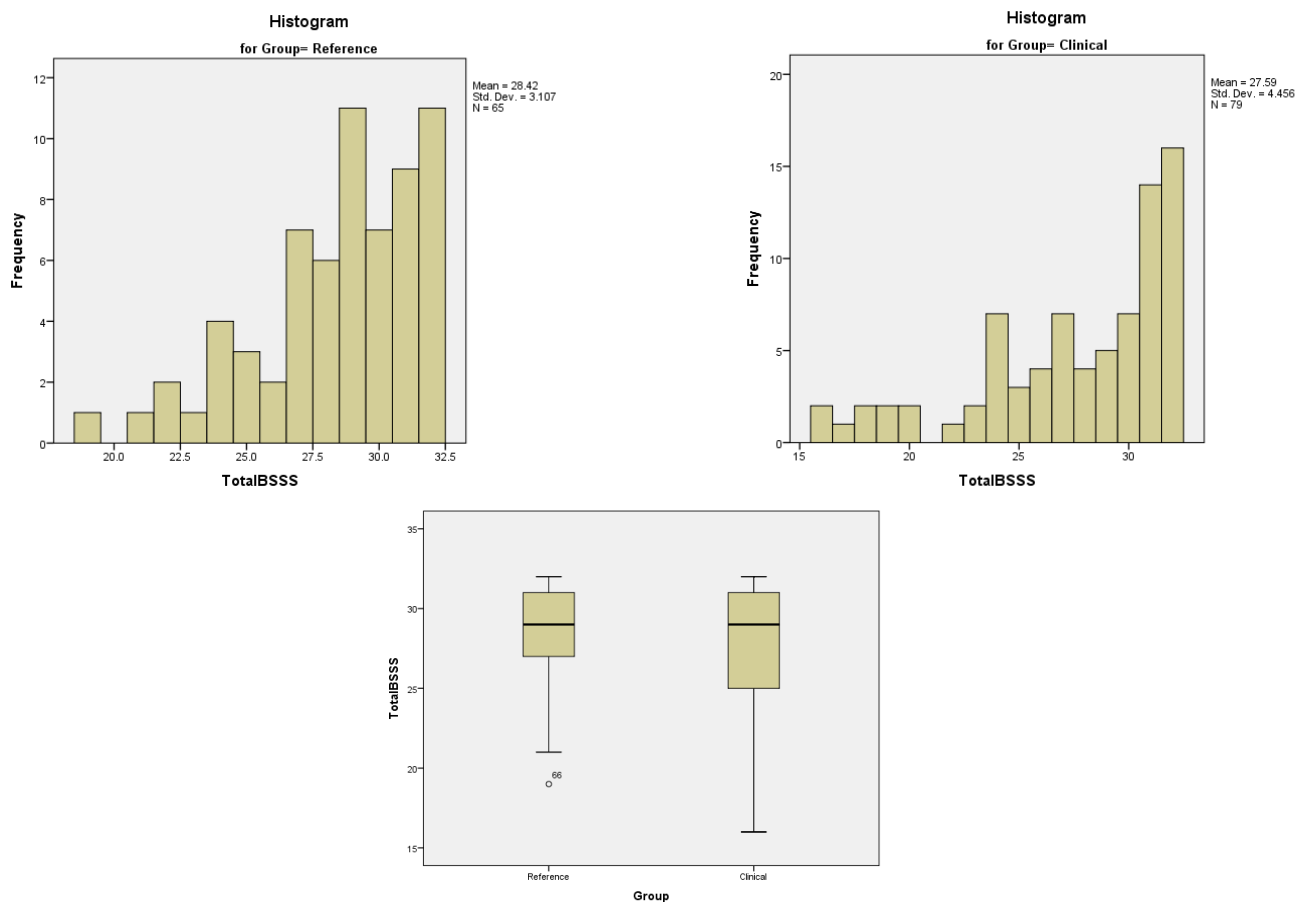 Histogram
for Group= Reference
Mean = 28.42
Std. Dev. = 3.107
N = 65
12
10
8
6
4
2
0
Frequency
20.0 22.5 25.0 27.5 30.0 32.5
TotalBSSS
Histogram
for Group= Clinical
Mean = 27.59
Std. Dev. = 4.456
N = 79
20
15
10
5
0
Frequency
15 20 25 30
TotalBSSS
35
30
25
20
15
TotalBSSS
66
Reference Clinical
Group